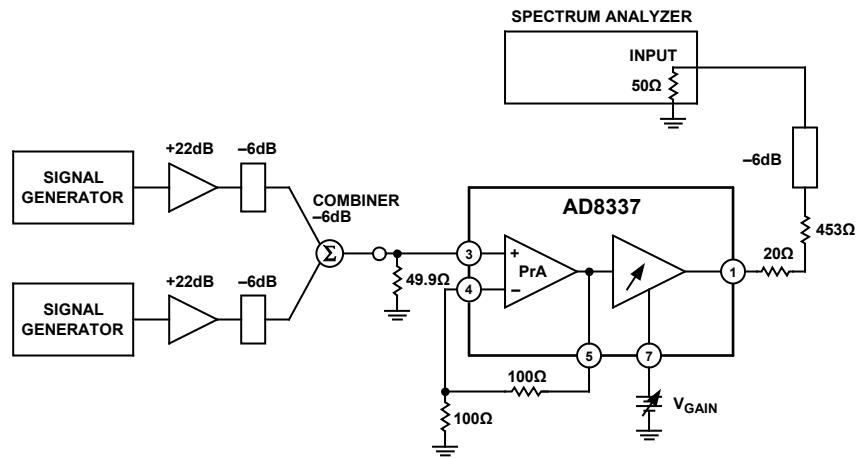 SPECTRUM ANALYZER
INPUT
50Ω
+22dB
–6dB
–6dB
SIGNAL
GENERATOR
COMBINER
–6dB
AD8337
453Ω
Σ
3
+
PrA
20Ω
1
49.9Ω
4
–
+22dB
–6dB
SIGNAL
GENERATOR
5
7
100Ω
100Ω
VGAIN